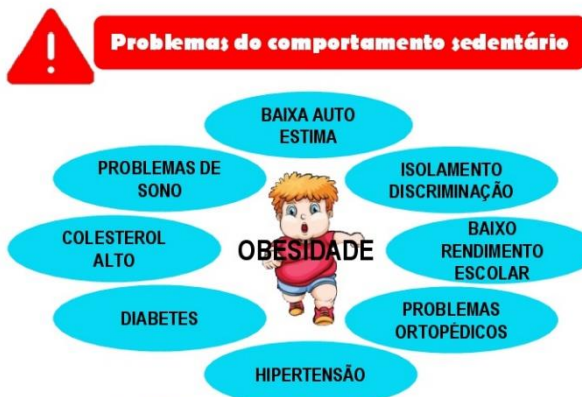 Problemas do comportamento sedentário
BAIXA AUTO
ESTIMA
PROBLEMAS DE
SONO
ISOLAMENTO
DISCRIMINAÇÃO
COLESTEROL
ALTO
OBESIDADE
BAIXO
RENDIMENTO
ESCOLAR
DIABETES
PROBLEMAS
ORTOPÉDICOS
HIPERTENSÃO